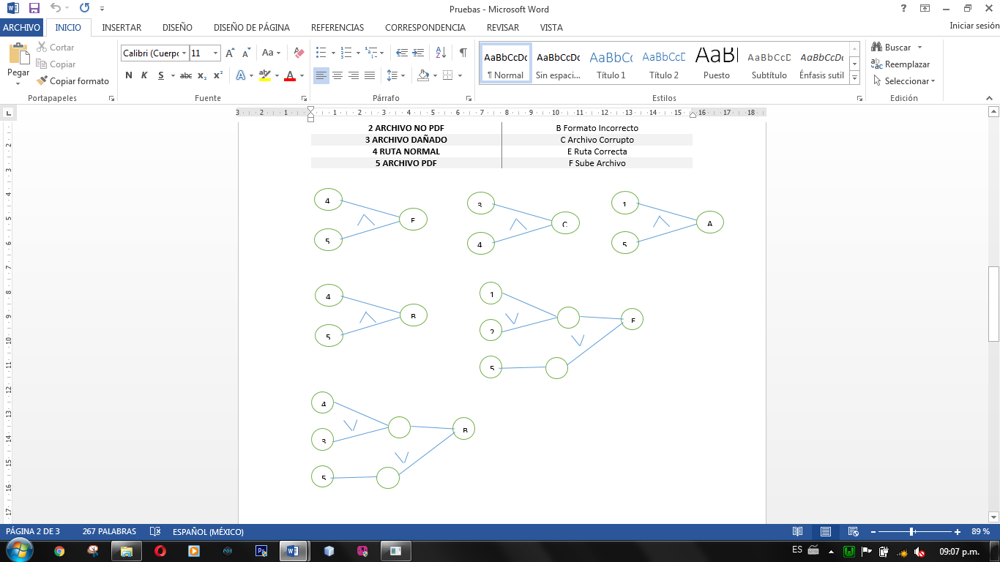 Pruebas - Microsoft Word
ARCHIVO INICIO INSERTAR DISEÑO DISEÑO DE PÁGINA REFERENCIAS CORRESPONDENCIA REVISAR VISTA Iniciar sesión
Pegar
Cortar
Copiar
Copiar formato
Portapapeles
Calibri (Cuerpo 11
N K S abc x₂ x²
Fuente
Párrafo
AaBbCcDc AaBbCcDc AaBbCc AaBbCcD AaBl AaBbCcD AaBbCcDc
¶ Normal Sin espaci... Título 1 Título 2 Puesto Subtítulo Énfasis sutil
Estilos
Buscar
Reemplazar
Seleccionar
Edición
3 2 1 1 2 3 4 5 6 7 8 9 10 11 12 13 14 15 16 17 18
2 ARCHIVO NO PDF B Formato Incorrecto
3 ARCHIVO DAÑADO C Archivo Corrupto
4 RUTA NORMAL E Ruta Correcta
5 ARCHIVO PDF F Sube Archivo
4 5
3 4 C
1 5 A
4 5 B
1 2 5
4 3 5 B
PÁGINA 2 DE 3 267 PALABRAS ESPAÑOL (MÉXICO) 89 %
ES 09:07 p.m.